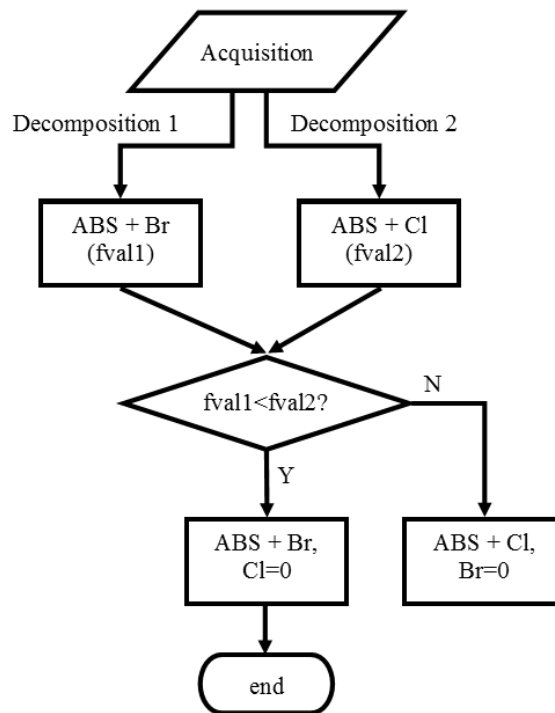 Acquisition
Decomposition 1
Decomposition 2
ABS + Br
(fval1)
ABS + Cl
(fval2)
fval1<fval2?
N
Y
ABS + Br,
Cl=0
ABS + Cl,
Br=0
end